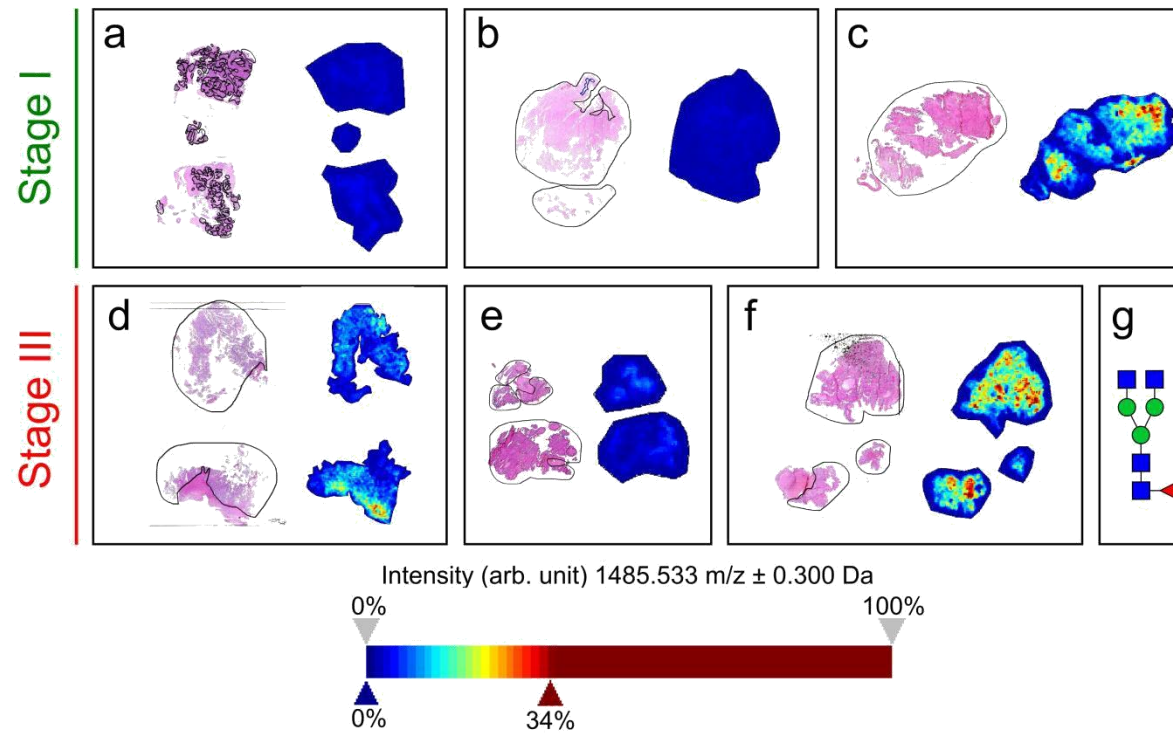 Stage I
a
b
c
Stage III
d
e
f
g
Intensity (arb. unit) 1485.533 m/z ± 0.300 Da
0%
100%
0%
34%